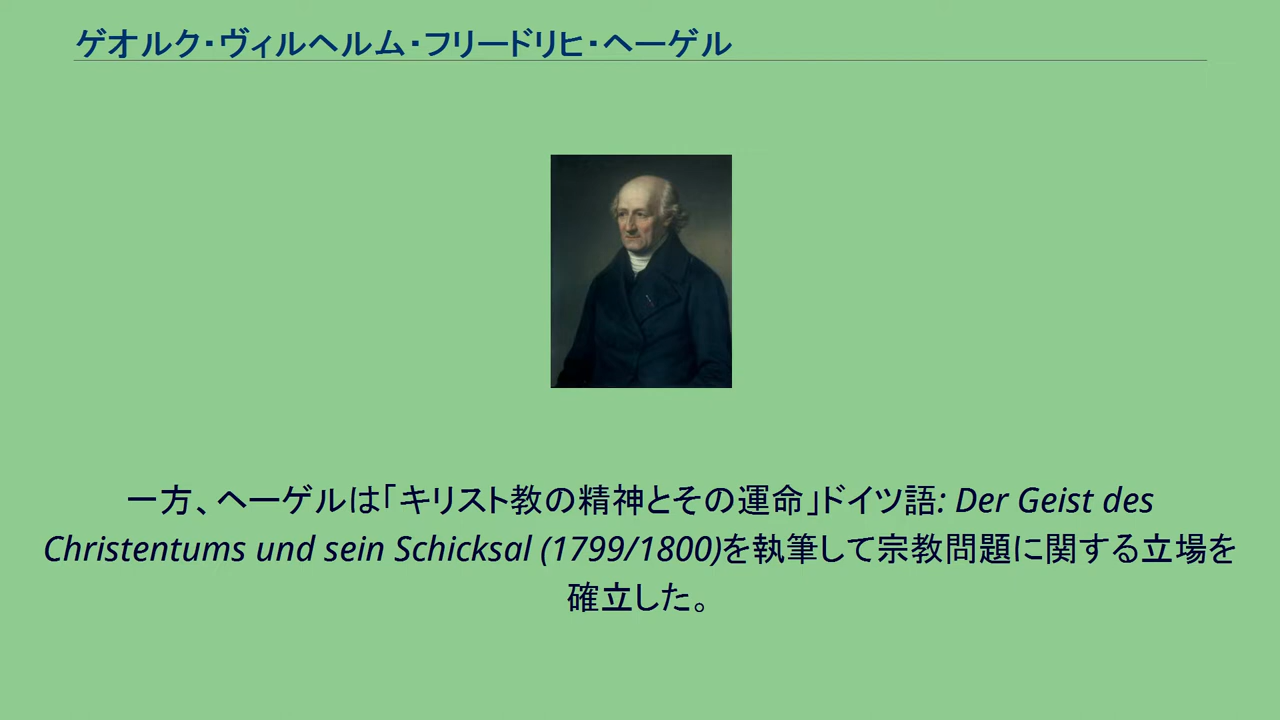 ゲオルク・ヴィルヘルム・フリードリヒ・ヘーゲル
一方、ヘーゲルは「キリスト教の精神とその運命」ドイツ語: Der Geist des
Christentums und sein Schicksal (1799/1800)を執筆して宗教問題に関する立場を
確立した。